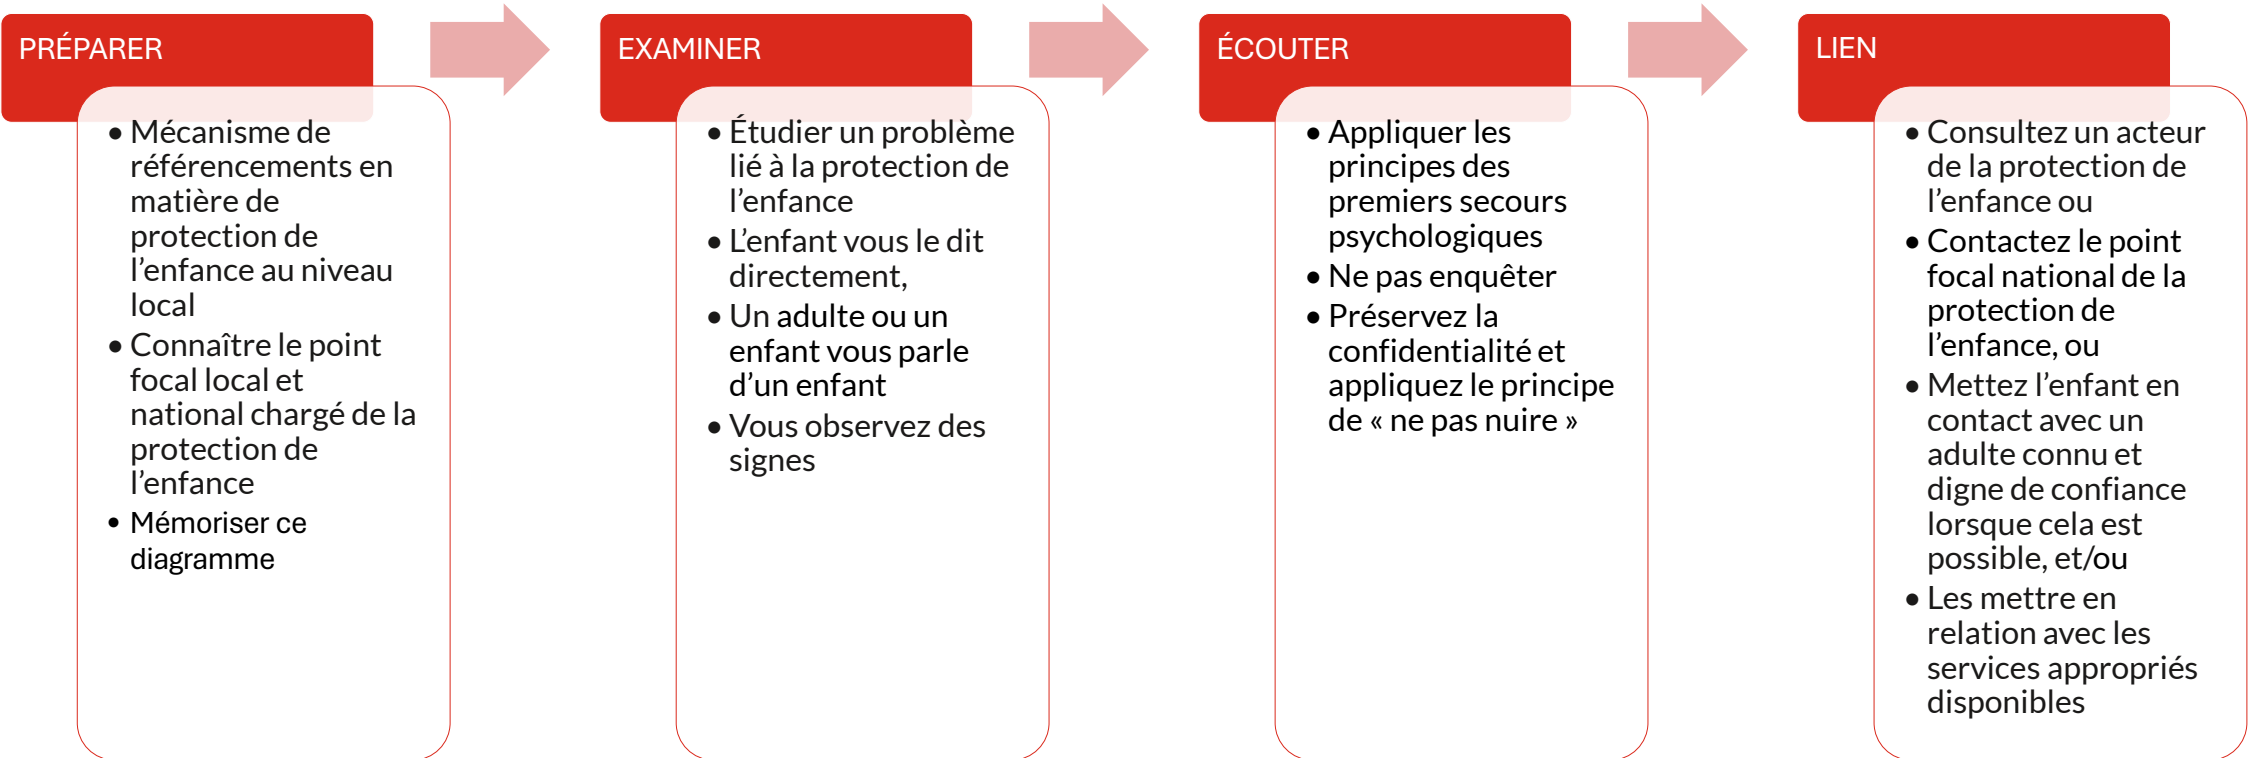 PRÉPARER
• Mécanisme de
référencements en
matière de
protection de
l’enfance au niveau
local
• Connaître le point
focal local et
national chargé de la
protection de
l’enfance
• Mémoriser ce
diagramme
EXAMINER
• Étudier un problème
lié à la protection de
l’enfance
• L’enfant vous le dit
directement,
• Un adulte ou un
enfant vous parle
d’un enfant
• Vous observez des
signes
ÉCOUTER
• Appliquer les
principes des
premiers secours
psychologiques
• Ne pas enquêter
• Préservez la
confidentialité et
appliquez le principe
de « ne pas nuire »
LIEN
• Consultez un acteur
de la protection de
l’enfance ou
• Contactez le point
focal national de la
protection de
l’enfance, ou
• Mettez l’enfant en
contact avec un
adulte connu et
digne de confiance
lorsque cela est
possible, et/ou
• Les mettre en
relation avec les
services appropriés
disponibles